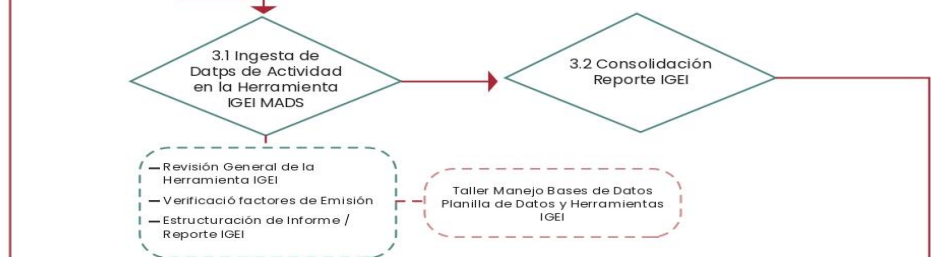 3.1 Ingesta de
Datps de Actividad
en la Herramienta
IGEI MADS
3.2 Consolidación
Reporte IGEI
— Revisión General de la
Herramienta IGEI
— Verificació factores de Emisión
— Estructuración de Informe /
Reporte IGEI
Taller Manejo Bases de Datos
Planilla de Datos y Herramientas
IGEI